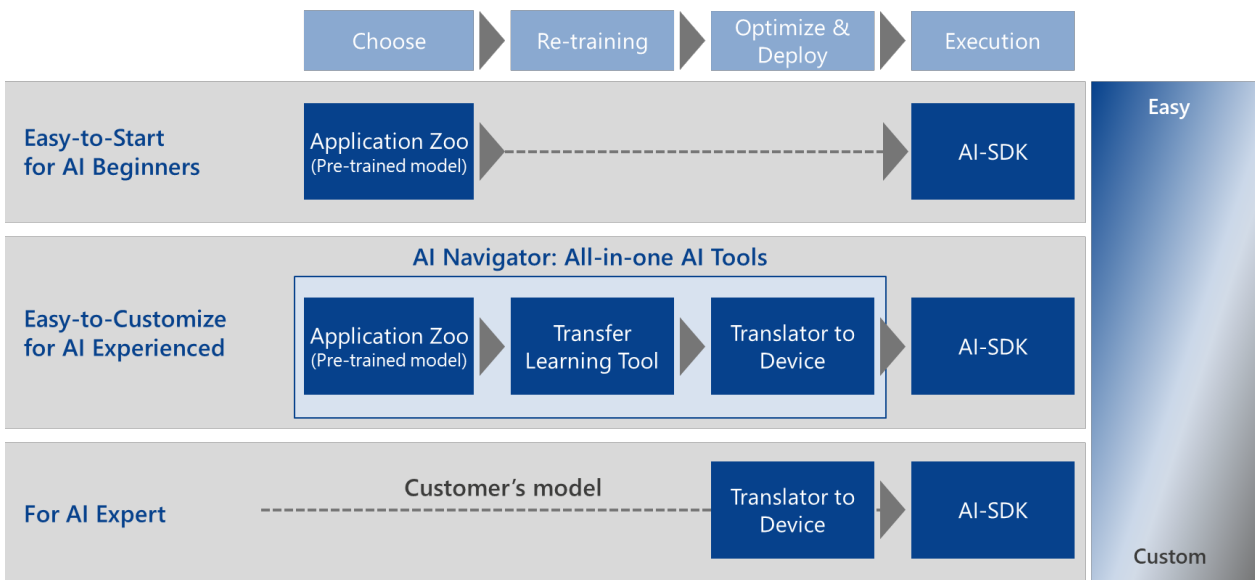 Choose
Re-training
Optimize &
Deploy
Execution
Easy-to-Start
for AI Beginners
Application Zoo
(Pre-trained model)
AI-SDK
Easy
AI Navigator: All-in-one AI Tools
Easy-to-Customize
for AI Experienced
Application Zoo
(Pre-trained model)
Transfer
Learning Tool
Translator to
Device
AI-SDK
For AI Expert
Customer’s model
Translator to
Device
AI-SDK
Custom